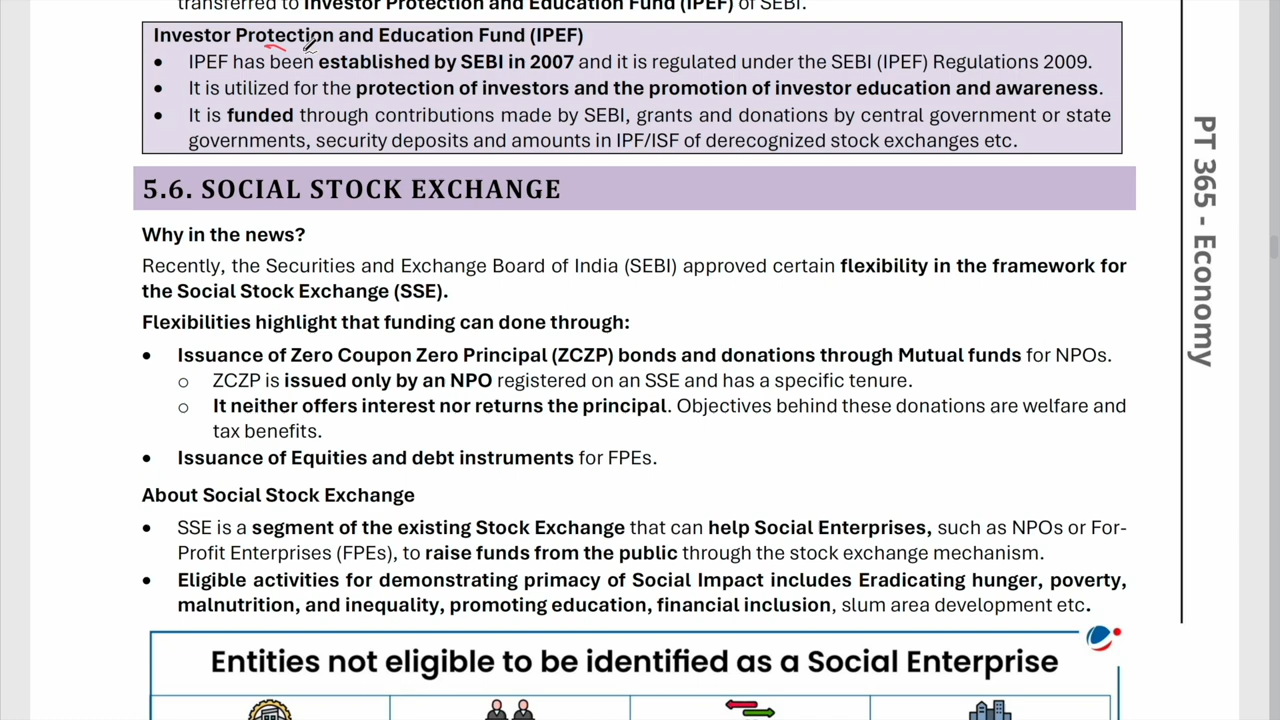 transferred to Investor Protection and Education Fund (IPEF) of SEBI.
Investor Protection and Education Fund (IPEF)
• IPEF has been established by SEBI in 2007 and it is regulated under the SEBI (IPEF) Regulations 2009.
• It is utilized for the protection of investors and the promotion of investor education and awareness.
• It is funded through contributions made by SEBI, grants and donations by central government or state
governments, security deposits and amounts in IPF/ISF of derecognized stock exchanges etc.
5.6. SOCIAL STOCK EXCHANGE
Why in the news?
Recently, the Securities and Exchange Board of India (SEBI) approved certain flexibility in the framework for
the Social Stock Exchange (SSE).
Flexibilities highlight that funding can done through:
• Issuance of Zero Coupon Zero Principal (ZCZP) bonds and donations through Mutual funds for NPOs.
o ZCZP is issued only by an NPO registered on an SSE and has a specific tenure.
o It neither offers interest nor returns the principal. Objectives behind these donations are welfare and
tax benefits.
• Issuance of Equities and debt instruments for FPEs.
About Social Stock Exchange
• SSE is a segment of the existing Stock Exchange that can help Social Enterprises, such as NPOs or For-
Profit Enterprises (FPEs), to raise funds from the public through the stock exchange mechanism.
• Eligible activities for demonstrating primacy of Social Impact includes Eradicating hunger, poverty,
malnutrition, and inequality, promoting education, financial inclusion, slum area development etc.
Entities not eligible to be identified as a Social Enterprise
PT 365 - Economy